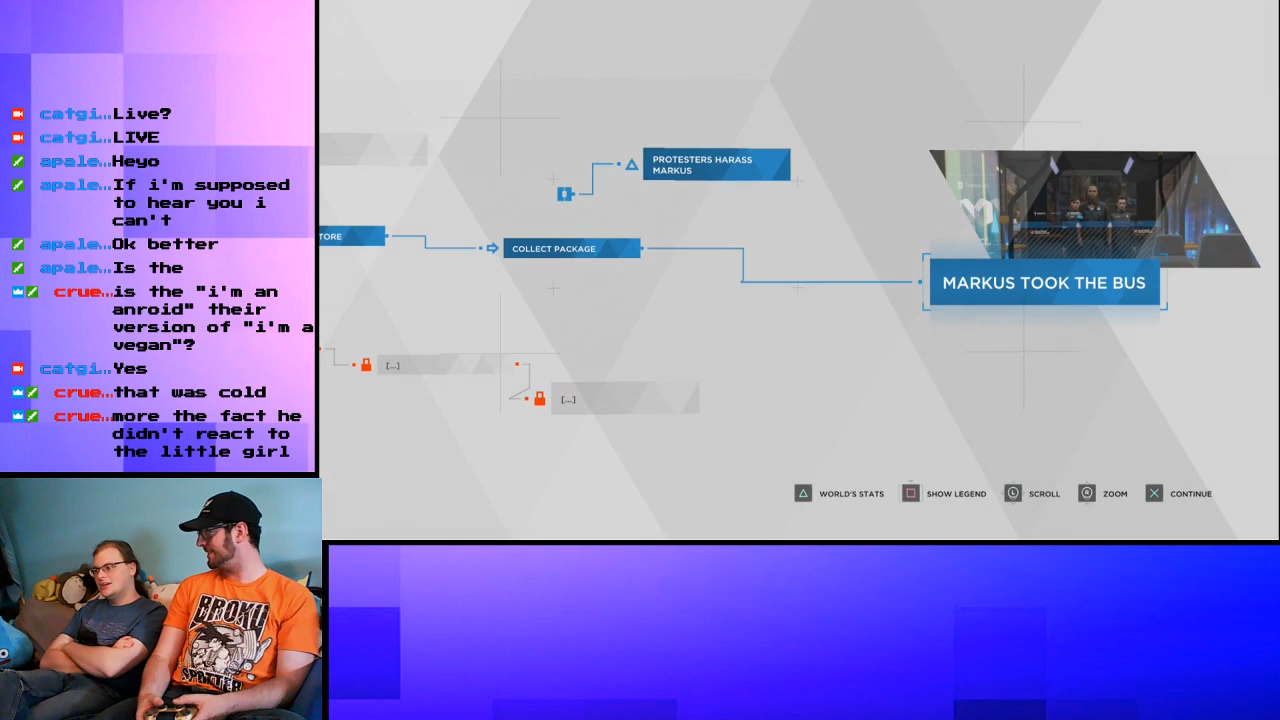 catgi...Live?
catgi...LIVE
apale...Heyo
apale...If i'm supposed
to hear you i
can't
apale...Ok better
apale...Is the
crue...is the "i'm an
anroid" their
version of "i'm a
vegan"?
catgi...Yes
crue...that was cold
crue...more the fact he
didn't react to
the little girl
PROTESTERS HARASS
MARKUS
TORE
COLLECT PACKAGE
MARKUS TOOK THE BUS
[...]
[...]
WORLD'S STATS
SHOW LEGEND
L
SCROLL
R
ZOOM
CONTINUE
BROKU
SPOTTER